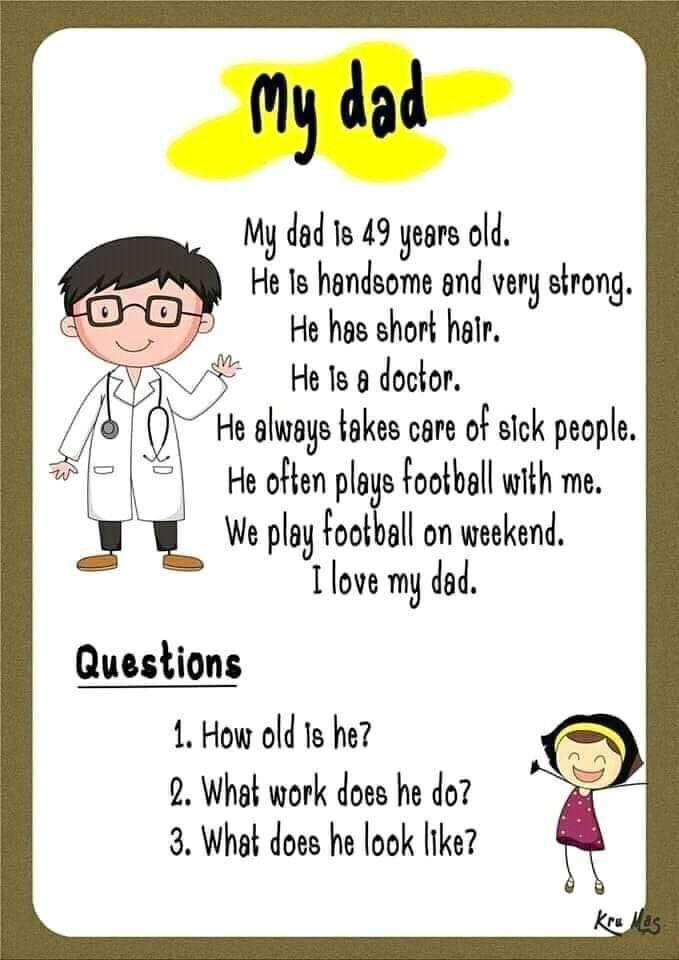 My dad
My dad is 49 years old.
He is handsome and very strong.
He has short hair.
He is a doctor.
He always takes care of sick people.
He often plays football with me.
We play football on weekend.
I love my dad.
Questions
1. How old is he?
2. What work does he do?
3. What does he look like?
Kru Mas